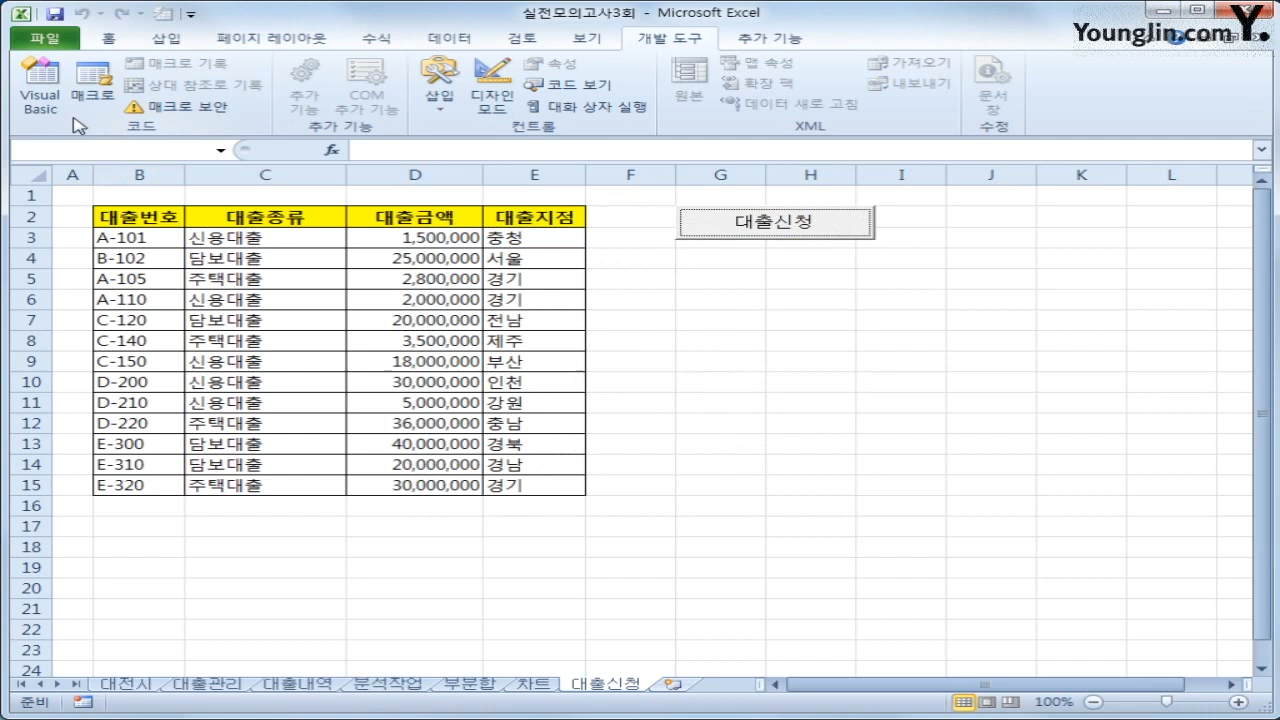 실전모의고사3회 - Microsoft Excel
YoungJin.com Y.
파일 홈 삽입 페이지 레이아웃 수식 데이터 검토 보기 개발 도구 추가 기능
Visual Basic
매크로
매크로 기록
상대 참조로 기록
매크로 보안
코드
추가 기능
COM 추가 기능
추가 기능
삽입
디자인 모드
속성
코드 보기
대화 상자 실행
컨트롤
원본
맵 속성
확장 팩
데이터 새로 고침
가져오기
내보내기
XML
문서 창
수정
fx
A B C D E F G H I J K L
1
2 대출번호 대출종류 대출금액 대출지점 대출신청
3 A-101 신용대출 1,500,000 충청
4 B-102 담보대출 25,000,000 서울
5 A-105 주택대출 2,800,000 경기
6 A-110 신용대출 2,000,000 경기
7 C-120 담보대출 20,000,000 전남
8 C-140 주택대출 3,500,000 제주
9 C-150 신용대출 18,000,000 부산
10 D-200 신용대출 30,000,000 인천
11 D-210 신용대출 5,000,000 강원
12 D-220 주택대출 36,000,000 충남
13 E-300 담보대출 40,000,000 경북
14 E-310 담보대출 20,000,000 경남
15 E-320 주택대출 30,000,000 경기
16
17
18
19
20
21
22
23
24
대전시 대출관리 대출내역 분석작업 부분합 차트 대출신청
준비 100%